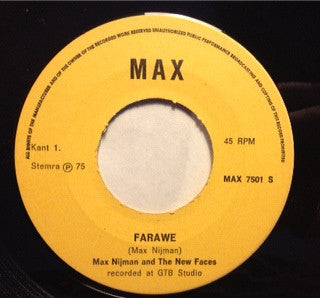 ALL RIGHTS OF THE MANUFACTURER AND OF THE OWNER OF THE RECORDED WORK RESERVED UNAUTHORIZED PUBLIC PERFORMANCE BROADCASTING AND COPYING OF THIS RECORD PROHIBITED
MAX
Kant 1.
45 RPM
Stemra Ⓟ 75
MAX 7501 S
FARAWE
(Max Nijman)
Max Nijman and The New Faces
recorded at GTB Studio